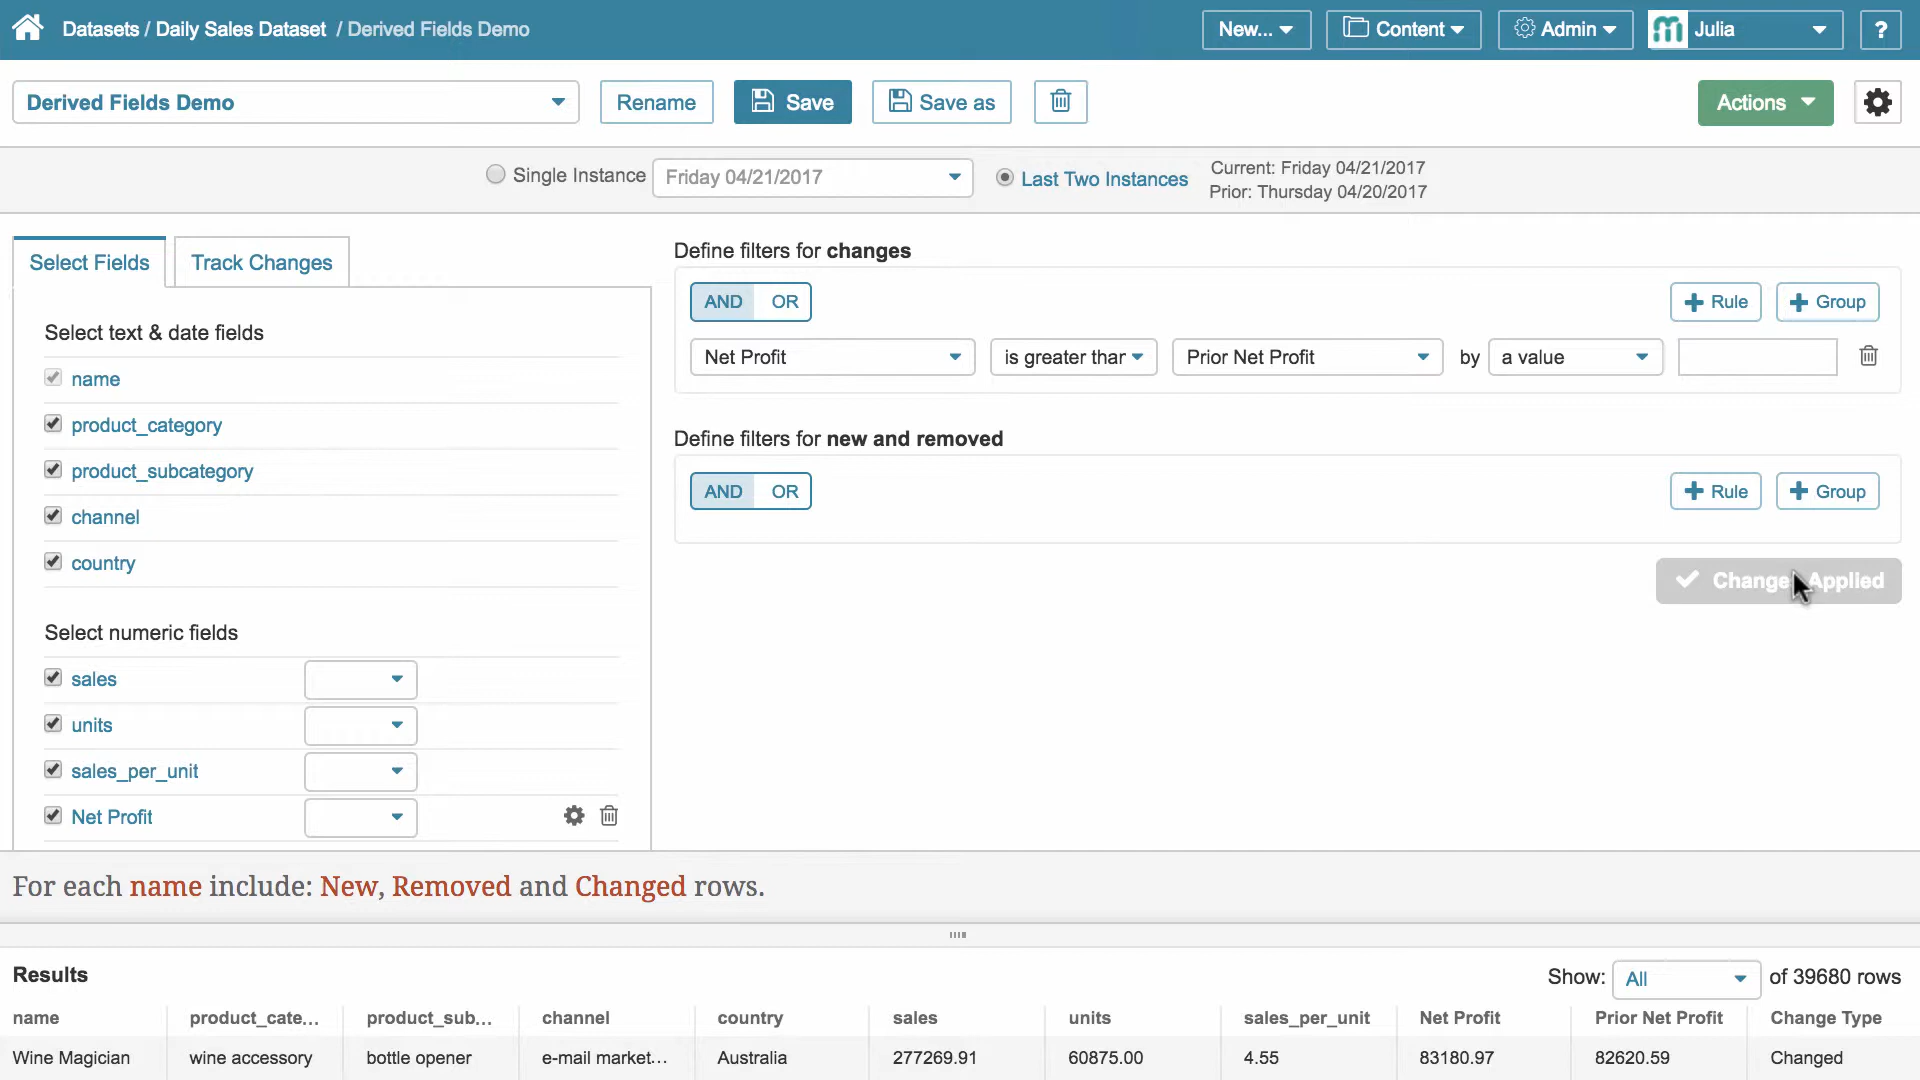 Datasets / Daily Sales Dataset / Derived Fields Demo
New... Content Admin Julia ?
Derived Fields Demo Rename Save Save as Actions
Single Instance Friday 04/21/2017 Last Two Instances
Current: Friday 04/21/2017
Prior: Thursday 04/20/2017
Select Fields Track Changes
Select text & date fields
name
product_category
product_subcategory
channel
country
Select numeric fields
sales
units
sales_per_unit
Net Profit
Define filters for changes
AND OR + Rule + Group
Net Profit is greater thar Prior Net Profit by a value
Define filters for new and removed
AND OR + Rule + Group
Change Applied
For each name include: New, Removed and Changed rows.
Results Show: All of 39680 rows
name product_cate... product_sub... channel country sales units sales_per_unit Net Profit Prior Net Profit Change Type
Wine Magician wine accessory bottle opener e-mail market... Australia 277269.91 60875.00 4.55 83180.97 82620.59 Changed